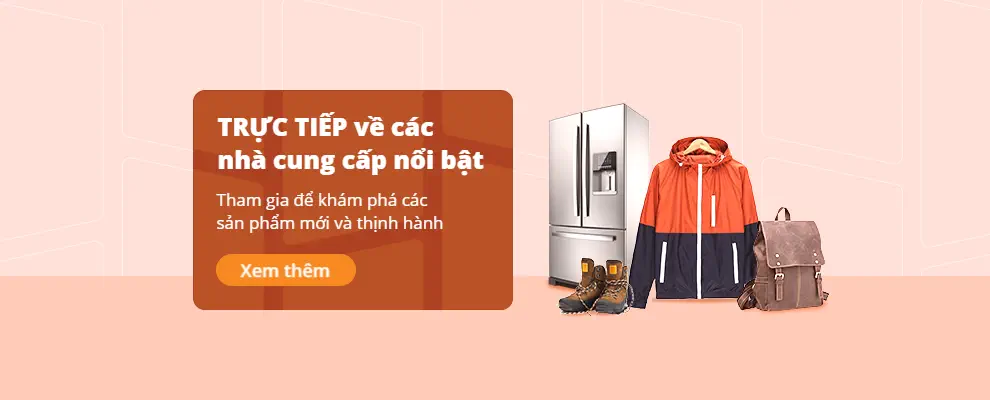 TRỰC TIẾP về các
nhà cung cấp nổi bật
Tham gia để khám phá các
sản phẩm mới và thịnh hành
Xem thêm